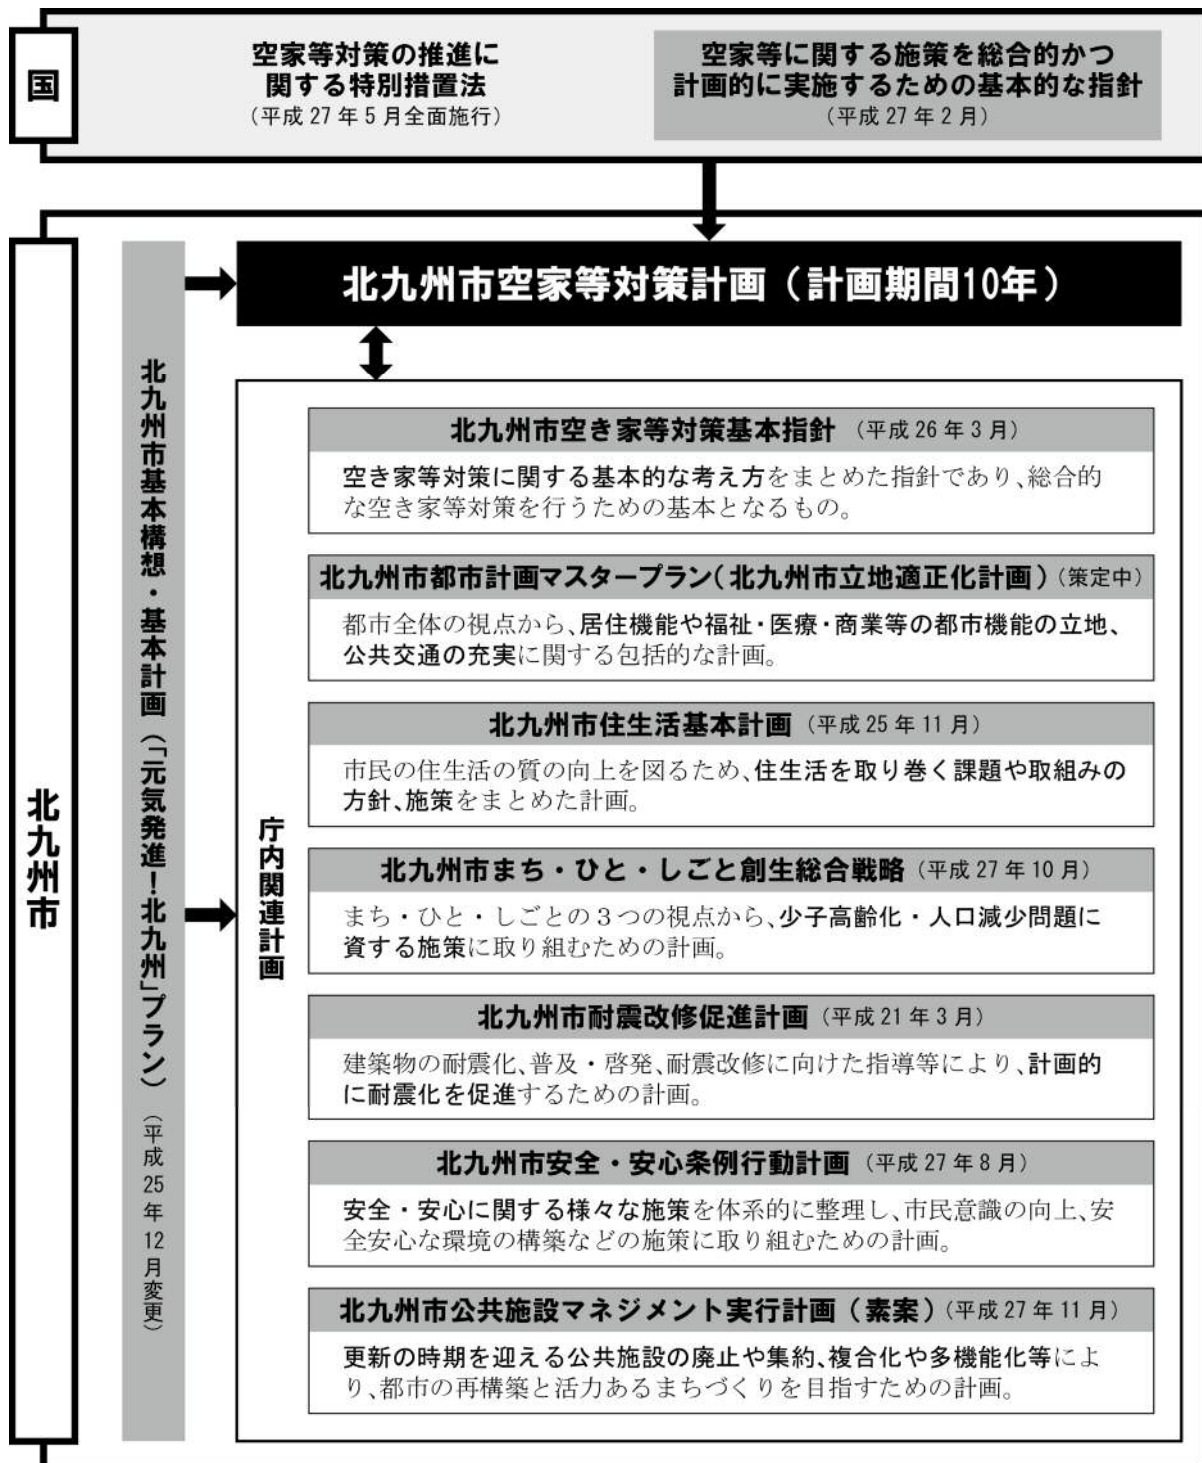 国
空家等対策の推進に
関する特別措置法
（平成 27 年 5 月全面施行）
空家等に関する施策を総合的かつ
計画的に実施するための基本的な指針
（平成 27 年 2 月）
北九州市
北九州市基本構想・基本計画（「元気発進！北九州」プラン）（平成25年12月変更）
北九州市空家等対策計画（計画期間10年）
庁内関連計画
北九州市空き家等対策基本指針 （平成 26 年 3 月）
空き家等対策に関する基本的な考え方をまとめた指針であり、総合的
な空き家等対策を行うための基本となるもの。
北九州市都市計画マスタープラン（北九州市立地適正化計画）（策定中）
都市全体の視点から、居住機能や福祉・医療・商業等の都市機能の立地、
公共交通の充実に関する包括的な計画。
北九州市住生活基本計画 （平成 25 年 11 月）
市民の住生活の質の向上を図るため、住生活を取り巻く課題や取組みの
方針、施策をまとめた計画。
北九州市まち・ひと・しごと創生総合戦略 （平成 27 年 10 月）
まち・ひと・しごとの３つの視点から、少子高齢化・人口減少問題に
資する施策に取り組むための計画。
北九州市耐震改修促進計画 （平成 21 年 3 月）
建築物の耐震化、普及・啓発、耐震改修に向けた指導等により、計画的
に耐震化を促進するための計画。
北九州市安全・安心条例行動計画 （平成 27 年 8 月）
安全・安心に関する様々な施策を体系的に整理し、市民意識の向上、安
全安心な環境の構築などの施策に取り組むための計画。
北九州市公共施設マネジメント実行計画（素案）（平成 27 年 11 月）
更新の時期を迎える公共施設の廃止や集約、複合化や多機能化等によ
り、都市の再構築と活力あるまちづくりを目指すための計画。